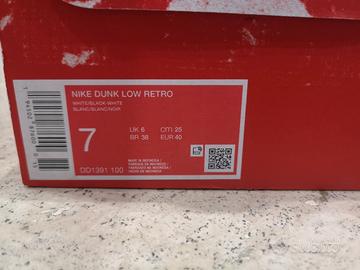 NIKE DUNK LOW RETRO
WHITE/BLACK-WHITE
BLANC/BLANC/NOIR
7
UK 6 CM 25
BR 38 EUR 40
DD1391 100
MADE IN INDONESIA